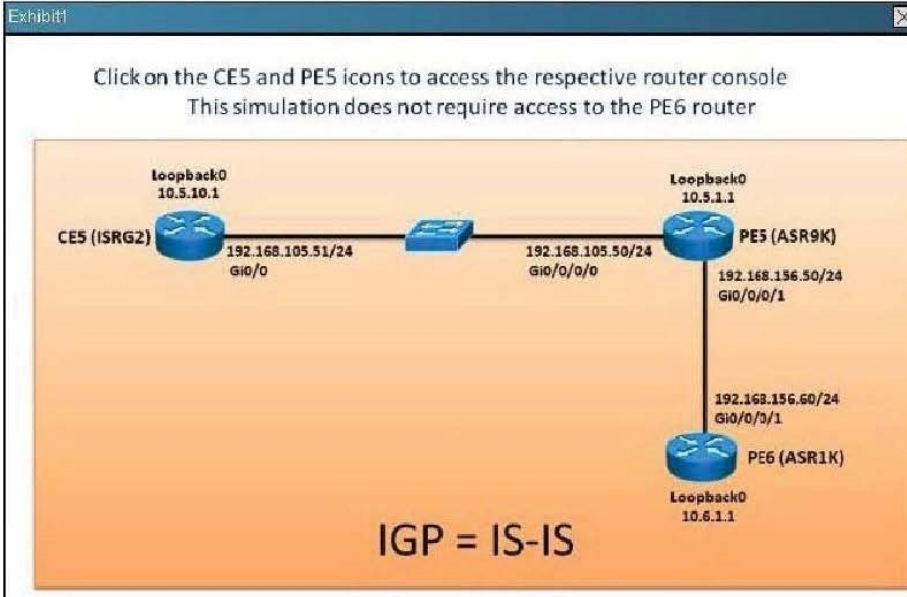 Exhibit1
Click on the CE5 and PE5 icons to access the respective router console
This simulation does not require access to the PE6 router
Loopback0
10.5.10.1
CE5 (ISRG2)
192.168.105.51/24
Gi0/0
Loopback0
10.5.1.1
PE5 (ASR9K)
192.168.105.50/24
Gi0/0/0/0
192.168.156.50/24
Gi0/0/0/1
192.168.156.60/24
Gi0/0/0/1
PE6 (ASR1K)
Loopback0
10.6.1.1
IGP = IS-IS